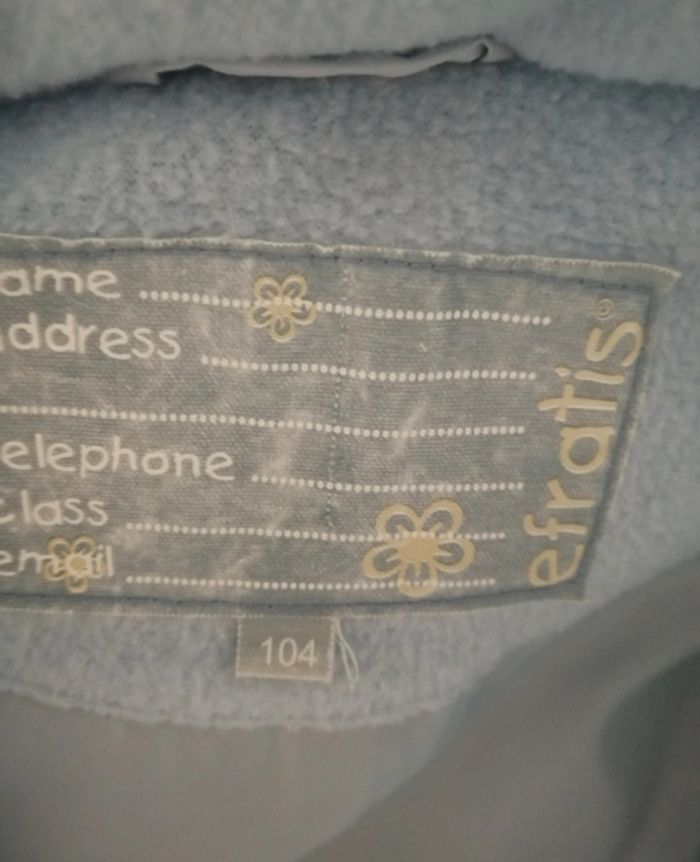 ame
ddress
elephone
class
email
efratis®
104